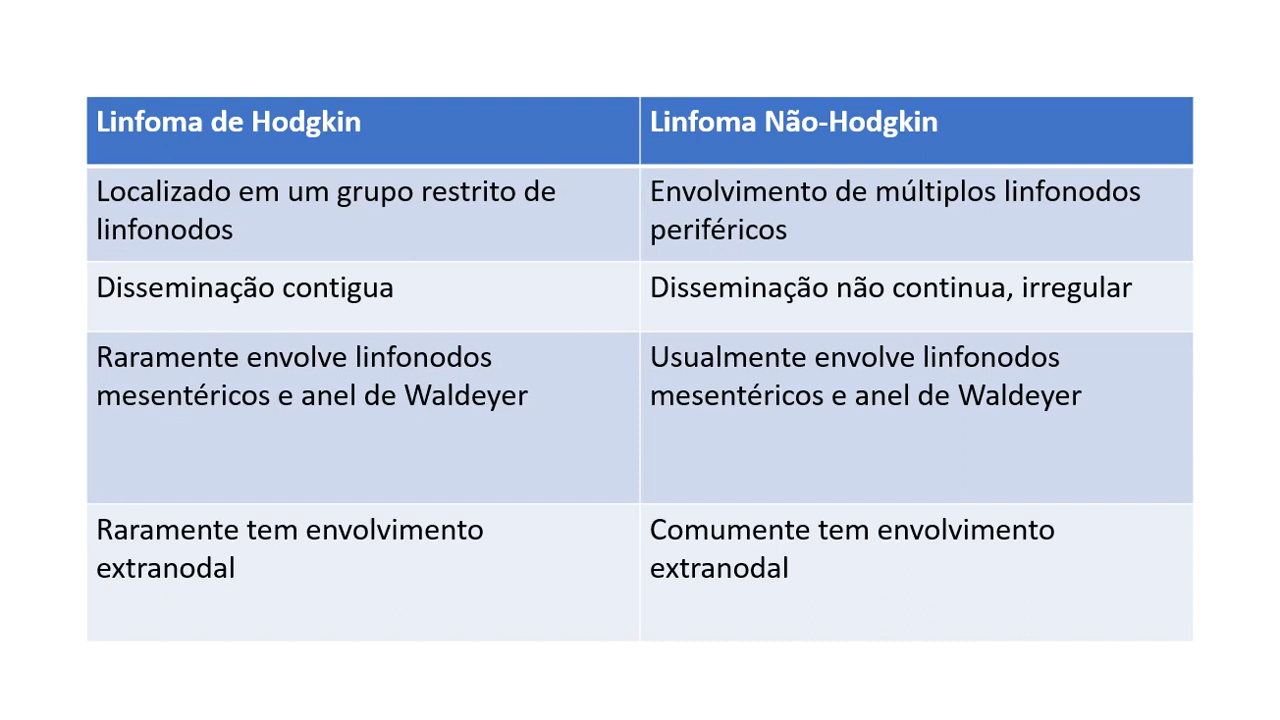 Linfoma de Hodgkin
Linfoma Não-Hodgkin
Localizado em um grupo restrito de
linfonodos
Envolvimento de múltiplos linfonodos
periféricos
Disseminação contigua
Disseminação não continua, irregular
Raramente envolve linfonodos
mesentéricos e anel de Waldeyer
Usualmente envolve linfonodos
mesentéricos e anel de Waldeyer
Raramente tem envolvimento
extranodal
Comumente tem envolvimento
extranodal